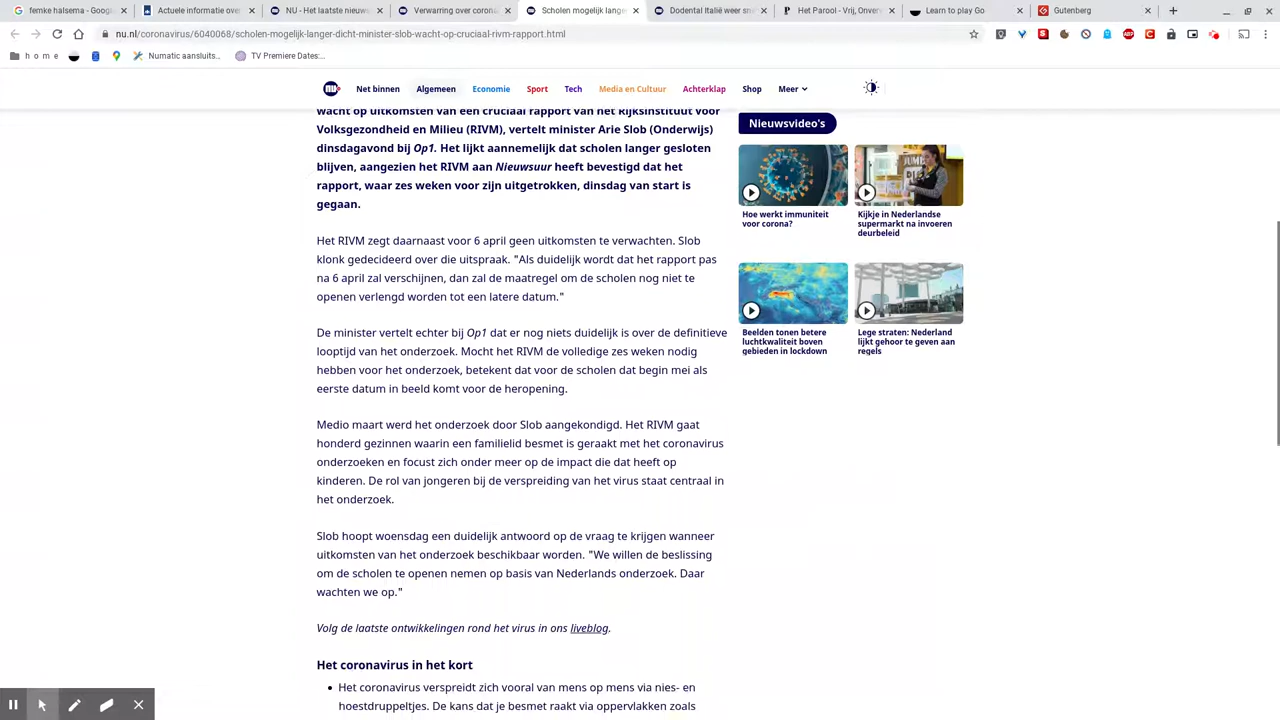 femke halsema - Goog
Actuele informatie ove
NU - Het laatste nieuws
Verwarring over coron
Scholen mogelijk lange
Dodental Italië weer sn
Het Parool - Vrij, Onver
Learn to play Go
Gutenberg
nu.nl/coronavirus/6040068/scholen-mogelijk-langer-dicht-minister-slob-wacht-op-cruciaal-rivm-rapport.html
h o m e
Numatic aansluits...
TV Premiere Dates:...
nu
Net binnen
Algemeen
Economie
Sport
Tech
Media en Cultuur
Achterklap
Shop
Meer
wacht op uitkomsten van een cruciaal rapport van het Rijksinstituut voor
Volksgezondheid en Milieu (RIVM), vertelt minister Arie Slob (Onderwijs)
dinsdagavond bij Op1. Het lijkt aannemelijk dat scholen langer gesloten
blijven, aangezien het RIVM aan Nieuwsuur heeft bevestigd dat het
rapport, waar zes weken voor zijn uitgetrokken, dinsdag van start is
gegaan.
Het RIVM zegt daarnaast voor 6 april geen uitkomsten te verwachten. Slob
klonk gedecideerd over die uitspraak. "Als duidelijk wordt dat het rapport pas
na 6 april zal verschijnen, dan zal de maatregel om de scholen nog niet te
openen verlengd worden tot een latere datum."
De minister vertelt echter bij Op1 dat er nog niets duidelijk is over de definitieve
looptijd van het onderzoek. Mocht het RIVM de volledige zes weken nodig
hebben voor het onderzoek, betekent dat voor de scholen dat begin mei als
eerste datum in beeld komt voor de heropening.
Medio maart werd het onderzoek door Slob aangekondigd. Het RIVM gaat
honderd gezinnen waarin een familielid besmet is geraakt met het coronavirus
onderzoeken en focust zich onder meer op de impact die dat heeft op
kinderen. De rol van jongeren bij de verspreiding van het virus staat centraal in
het onderzoek.
Slob hoopt woensdag een duidelijk antwoord op de vraag te krijgen wanneer
uitkomsten van het onderzoek beschikbaar worden. "We willen de beslissing
om de scholen te openen nemen op basis van Nederlands onderzoek. Daar
wachten we op."
Volg de laatste ontwikkelingen rond het virus in ons liveblog.
Het coronavirus in het kort
• Het coronavirus verspreidt zich vooral van mens op mens via nies- en
hoestdruppeltjes. De kans dat je besmet raakt via oppervlakken zoals
Nieuwsvideo's
Hoe werkt immuniteit
voor corona?
Kijkje in Nederlandse
supermarkt na invoeren
deurbeleid
Beelden tonen betere
luchtkwaliteit boven
gebieden in lockdown
Lege straten: Nederland
lijkt gehoor te geven aan
regels